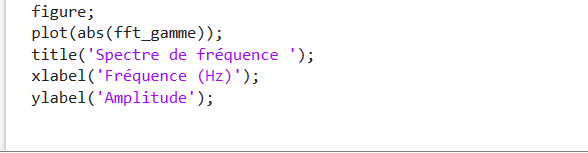 figure;
plot(abs(fft_gamme));
title('Spectre de fréquence ');
xlabel('Fréquence (Hz)');
ylabel('Amplitude');